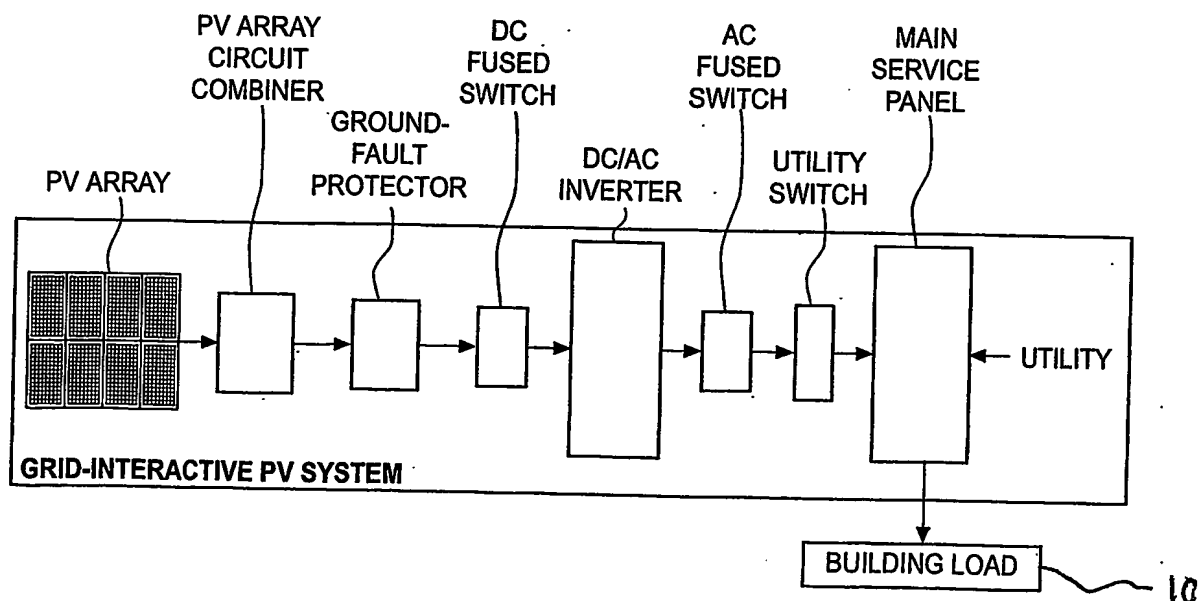 PV ARRAY
PV ARRAY
CIRCUIT
COMBINER
GROUND-
FAULT
PROTECTOR
DC
FUSED
SWITCH
DC/AC
INVERTER
AC
FUSED
SWITCH
UTILITY
SWITCH
MAIN
SERVICE
PANEL
UTILITY
GRID-INTERACTIVE PV SYSTEM
BUILDING LOAD
10